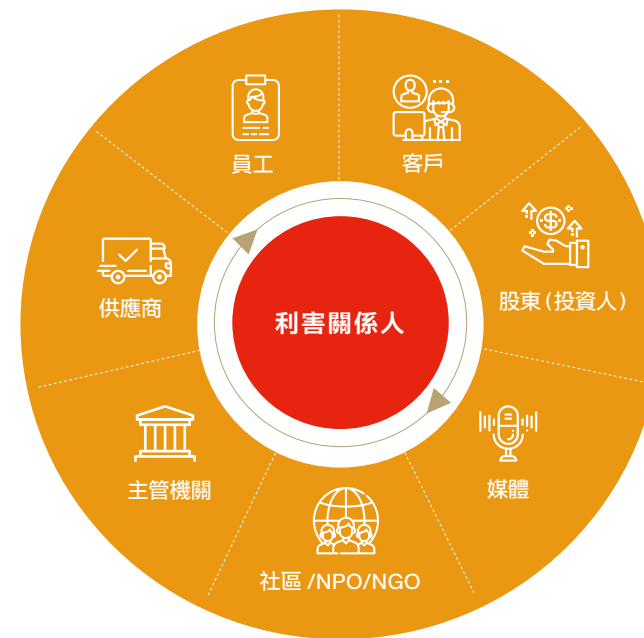 員工
客戶
供應商
股東(投資人)
利害關係人
主管機關
媒體
社區/NPO/NGO